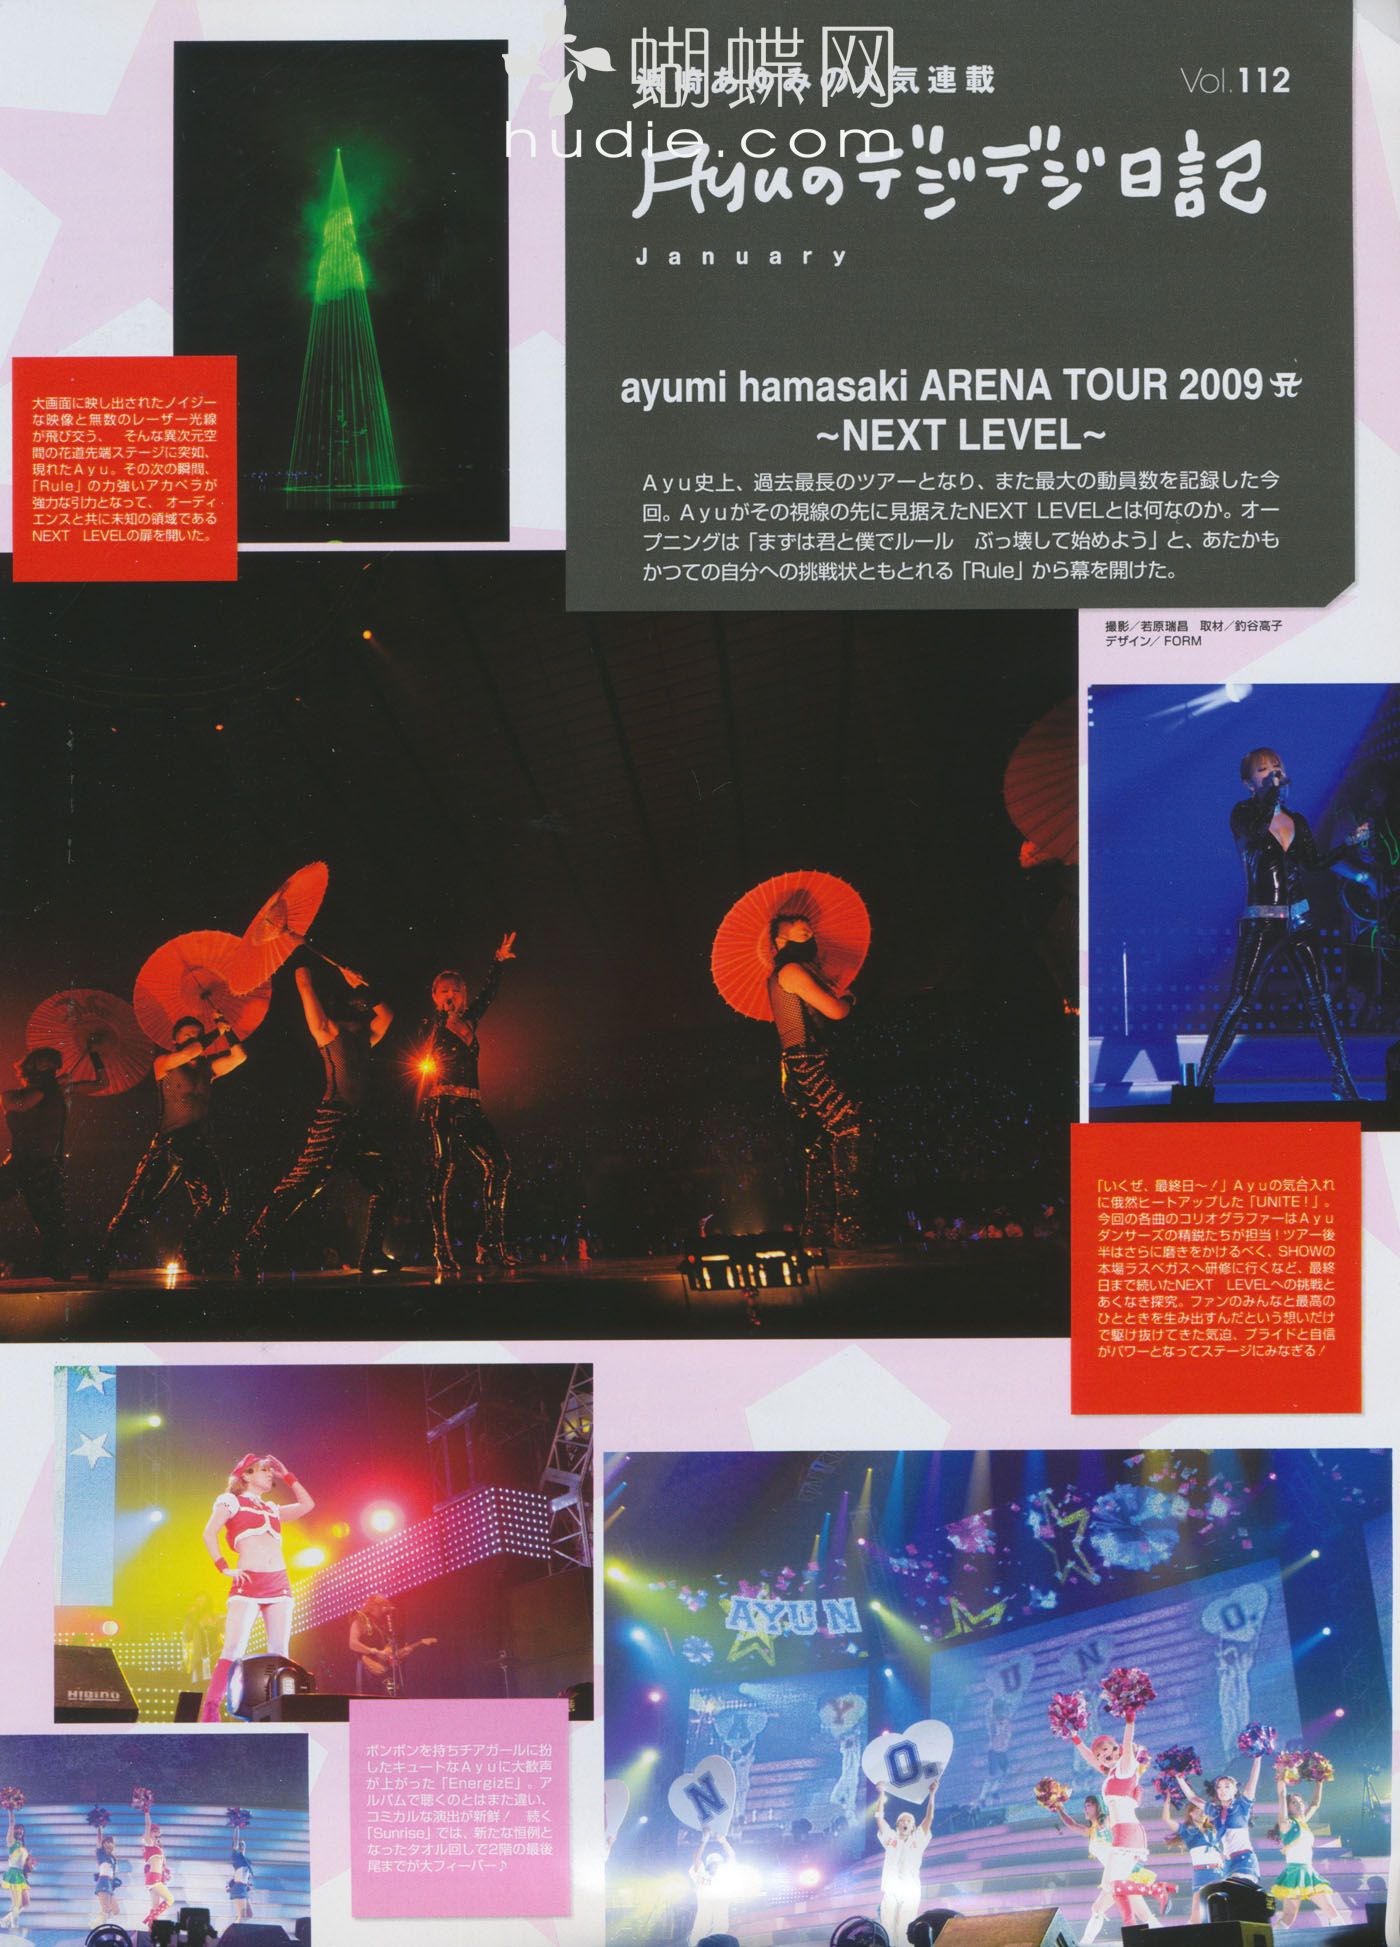 蝴蝶网
hudie.com
浜崎あゆみの人気連載
Vol.112
Ayuのデジデジ日記
January
ayumi hamasaki ARENA TOUR 2009 A
~NEXT LEVEL~
Ayu史上、過去最長のツアーとなり、また最大の動員数を記録した今
回。Ayuがその視線の先に見据えたNEXT LEVELとは何なのか。オー
プニングは「まずは君と僕でルール　ぶっ壊して始めよう」と、あたかも
かつての自分への挑戦状ともとれる「Rule」から幕を開けた。
撮影／若原瑞昌　取材／釣谷高子
デザイン／FORM
大画面に映し出されたノイジー
な映像と無数のレーザー光線
が飛び交う、　そんな異次元空
間の花道先端ステージに突如、
現れたAyu。その次の瞬間、
「Rule」の力強いアカペラが
強力な引力となって、オーディ
エンスと共に未知の領域である
NEXT　LEVELの扉を開いた。
「いくぜ、最終日～！」Ayuの気合入れ
に俄然ヒートアップした「UNITE！」。
今回の各曲のコリオグラファーはAyu
ダンサーズの精鋭たちが担当！ツアー後
半はさらに磨きをかけるべく、SHOWの
本場ラスベガスへ研修に行くなど、最終
日まで続いたNEXT　LEVELへの挑戦と
あくなき探究。ファンのみんなと最高の
ひとときを生み出すんだという想いだけ
で駆け抜けてきた気迫、プライドと自信
がパワーとなってステージにみなぎる！
HIBINO
ポンポンを持ちチアガールに扮
したキュートなAyuに大歓声
が上がった「EnergizE」。ア
ルバムで聴くのとはまた違い、
コミカルな演出が新鮮！　続く
「Sunrise」では、新たな恒例と
なったタオル回しで2階の最後
尾までが大フィーバー♪
AYUN
U N O.
A Y
N O.